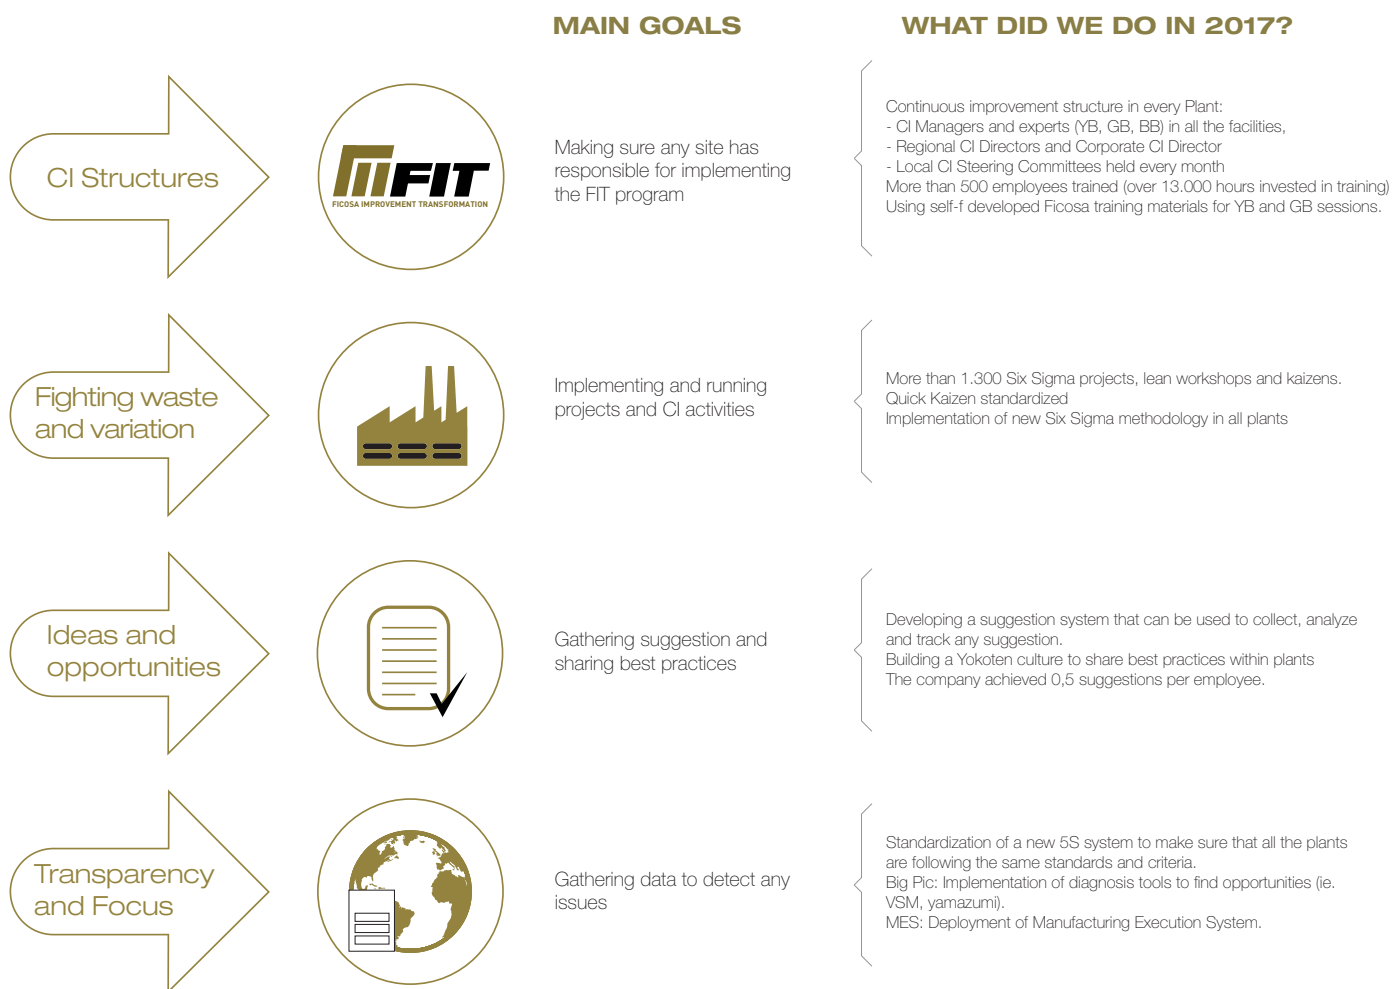 MAIN GOALS
WHAT DID WE DO IN 2017?
CI Structures
FIT
FICOSA IMPROVEMENT TRANSFORMATION
Making sure any site has
responsible for implementing
the FIT program
Continuous improvement structure in every Plant:
- CI Managers and experts (YB, GB, BB) in all the facilities,
- Regional CI Directors and Corporate CI Director
- Local CI Steering Committees held every month
More than 500 employees trained (over 13.000 hours invested in training)
Using self-f developed Ficosa training materials for YB and GB sessions.
Fighting waste
and variation
Implementing and running
projects and CI activities
More than 1.300 Six Sigma projects, lean workshops and kaizens.
Quick Kaizen standardized
Implementation of new Six Sigma methodology in all plants
Ideas and
opportunities
Gathering suggestion and
sharing best practices
Developing a suggestion system that can be used to collect, analyze
and track any suggestion.
Building a Yokoten culture to share best practices within plants
The company achieved 0,5 suggestions per employee.
Transparency
and Focus
Gathering data to detect any
issues
Standardization of a new 5S system to make sure that all the plants
are following the same standards and criteria.
Big Pic: Implementation of diagnosis tools to find opportunities (ie.
VSM, yamazumi).
MES: Deployment of Manufacturing Execution System.